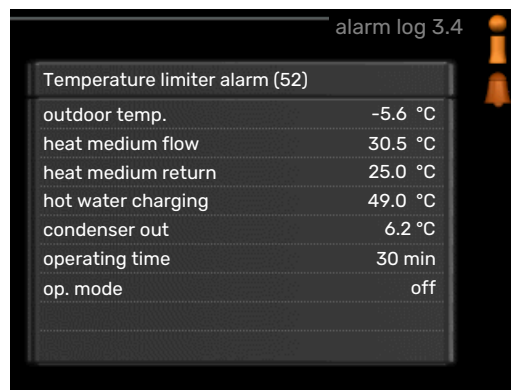 alarm log 3.4
Temperature limiter alarm (52)
outdoor temp. -5.6 °C
heat medium flow 30.5 °C
heat medium return 25.0 °C
hot water charging 49.0 °C
condenser out 6.2 °C
operating time 30 min
op. mode off